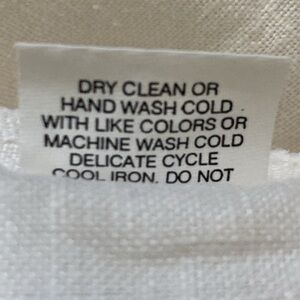 DRY CLEAN OR
HAND WASH COLD
WITH LIKE COLORS OR
MACHINE WASH COLD
DELICATE CYCLE
COOL IRON. DO NOT